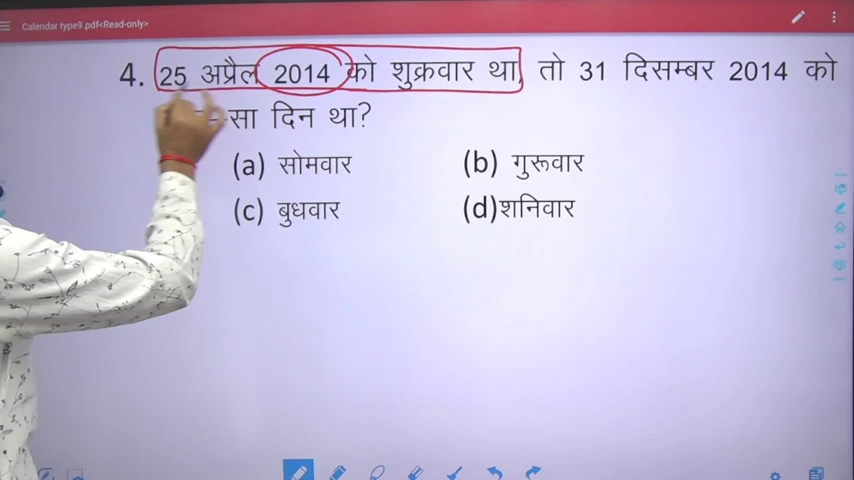 Calendar type9.pdf<Read-only>
4. 25 अप्रैल 2014 को शुक्रवार था, तो 31 दिसम्बर 2014 को
सा दिन था?
(a) सोमवार (b) गुरूवार
(c) बुधवार (d)शनिवार